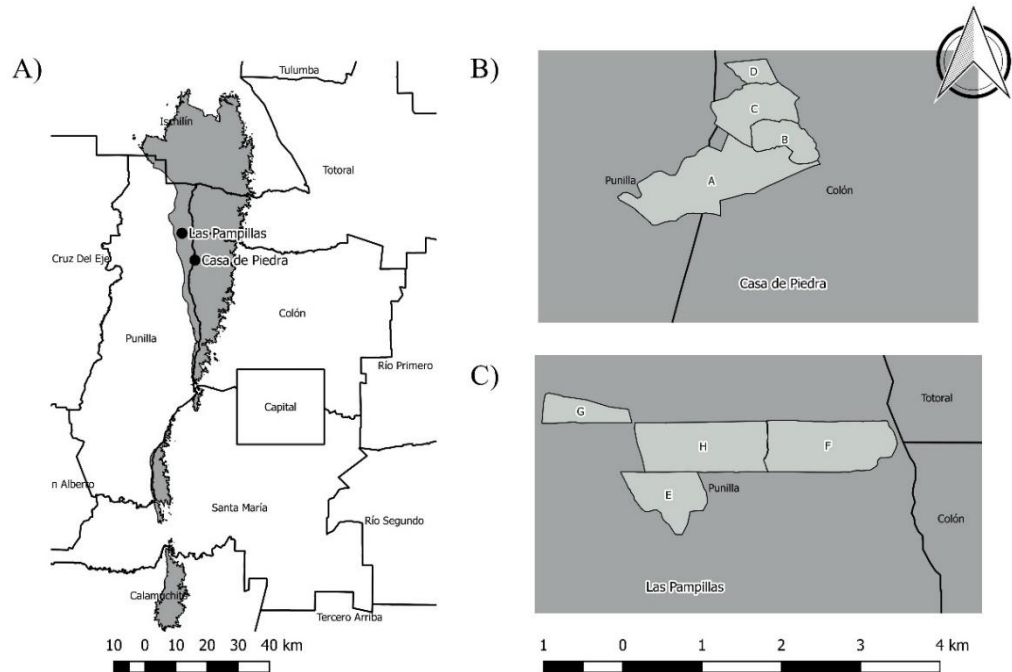 A)
Tulumba
Ischilín
Totoral
Las Pampillas
Cruz Del Eje
Casa de Piedra
Colón
Punilla
Río Primero
Capital
n Alberto
Santa María
Río Segundo
Calamuchita
Tercero Arriba
10 0 10 20 30 40 km
B)
D
C
B
A
Punilla
Colón
Casa de Piedra
C)
G
H
F
E
Punilla
Totoral
Colón
Las Pampillas
1 0 1 2 3 4 km